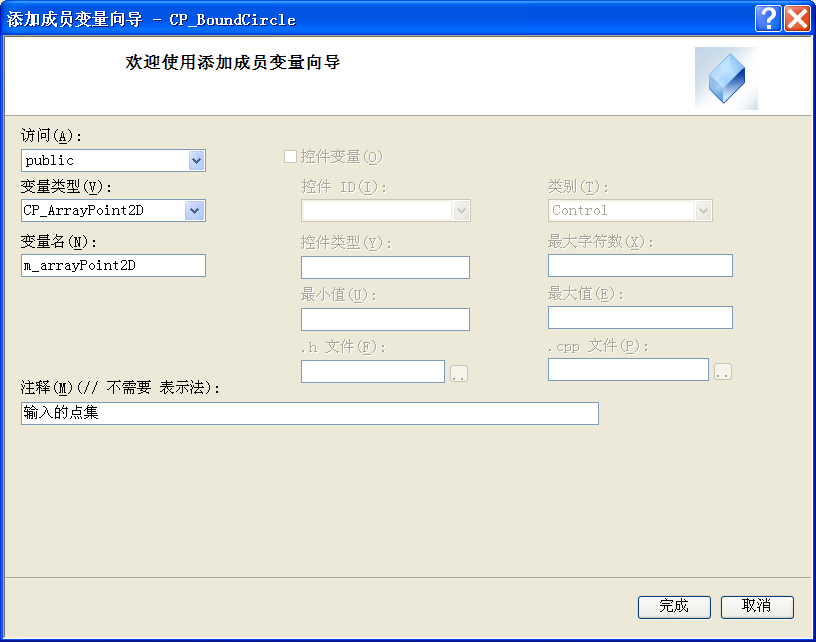 添加成员变量向导 - CP_BoundCircle
欢迎使用添加成员变量向导
访问(A):
public
控件变量(O)
变量类型(V):
控件 ID(I):
类别(T):
CP_ArrayPoint2D
Control
变量名(N):
控件类型(Y):
最大字符数(X):
m_arrayPoint2D
最小值(U):
最大值(E):
.h 文件(F):
.cpp 文件(P):
..
..
注释(M)(// 不需要 表示法):
输入的点集
完成
取消